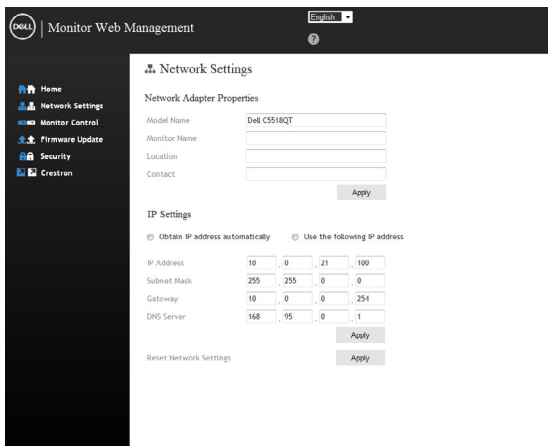 DELL
Monitor Web Management
English
?
Home
Network Settings
Monitor Control
Firmware Update
Security
Crestron
Network Settings
Network Adapter Properties
Model Name Dell C5518QT
Monitor Name
Location
Contact
Apply
IP Settings
Obtain IP address automatically Use the following IP address
IP Address 10 . 0 . 21 . 100
Subnet Mask 255 . 255 . 0 . 0
Gateway 10 . 0 . 0 . 254
DNS Server 168 . 95 . 0 . 1
Apply
Reset Network Settings Apply